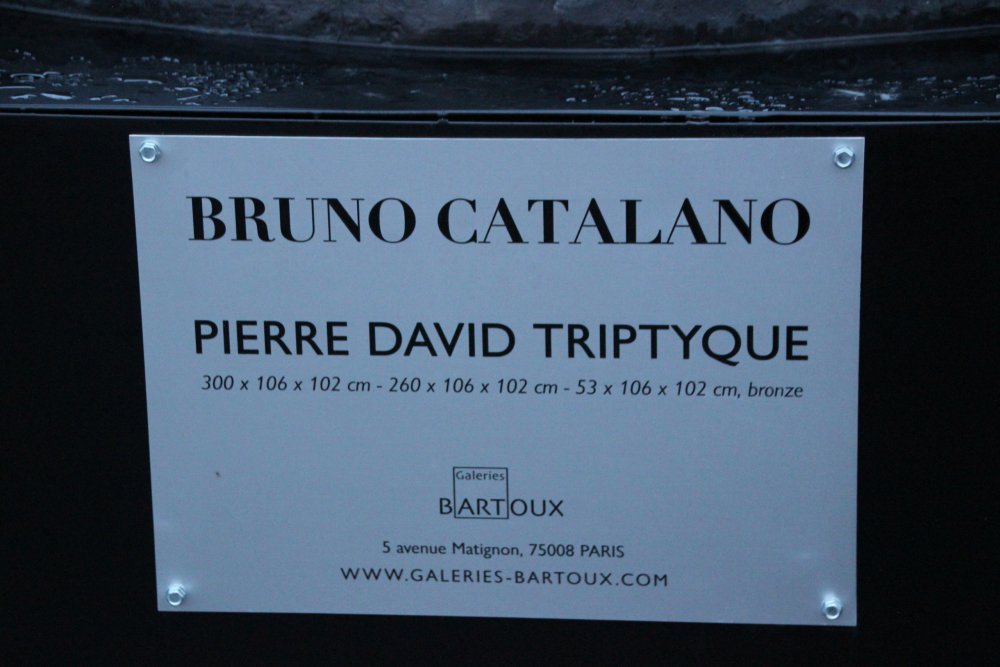 BRUNO CATALANO
PIERRE DAVID TRIPTYQUE
300 x 106 x 102 cm - 260 x 106 x 102 cm - 53 x 106 x 102 cm, bronze
Galeries
BARTOUX
5 avenue Matignon, 75008 PARIS
WWW.GALERIES-BARTOUX.COM